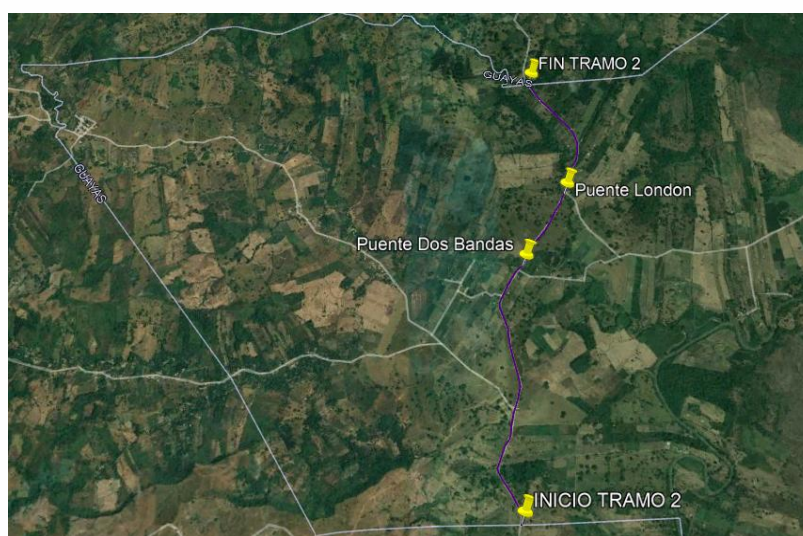 FIN TRAMO 2
GUAYAS
GUAYAS
Puente London
Puente Dos Bandas
INICIO TRAMO 2